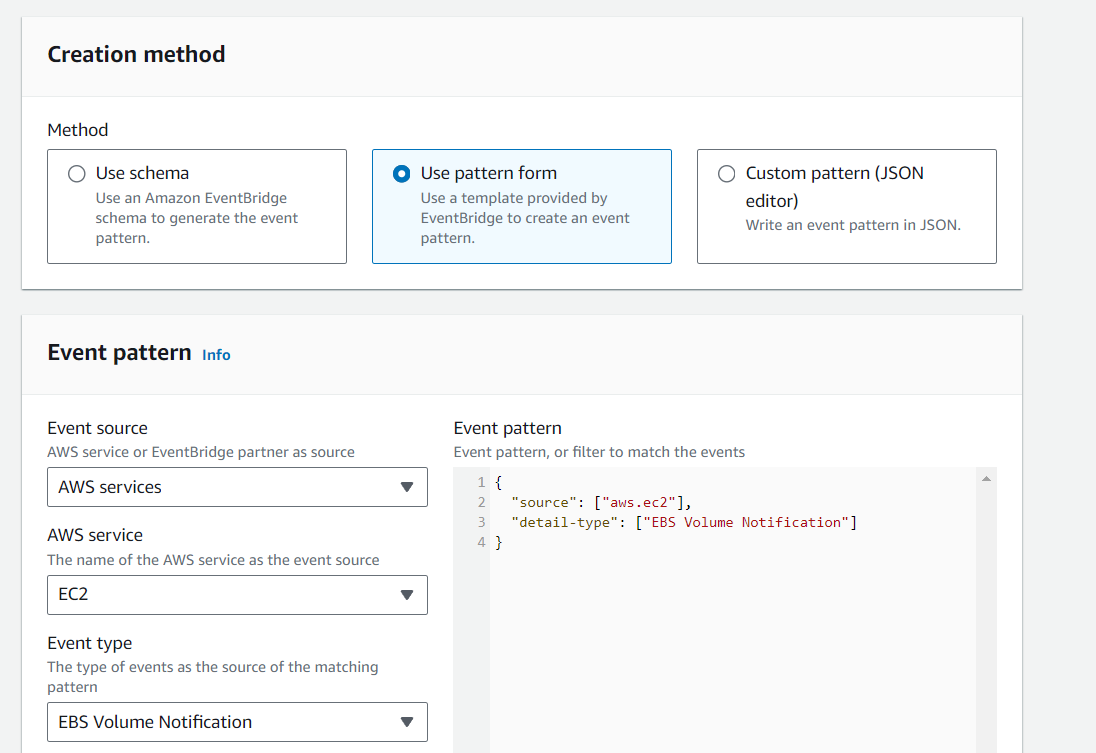 Creation method
Method
Use schema
Use an Amazon EventBridge
schema to generate the event
pattern.
Use pattern form
Use a template provided by
EventBridge to create an event
pattern.
Custom pattern (JSON
editor)
Write an event pattern in JSON.
Event pattern Info
Event source
AWS service or EventBridge partner as source
AWS services
AWS service
The name of the AWS service as the event source
EC2
Event type
The type of events as the source of the matching
pattern
EBS Volume Notification
Event pattern
Event pattern, or filter to match the events
1 {
2   "source": ["aws.ec2"],
3   "detail-type": ["EBS Volume Notification"]
4 }